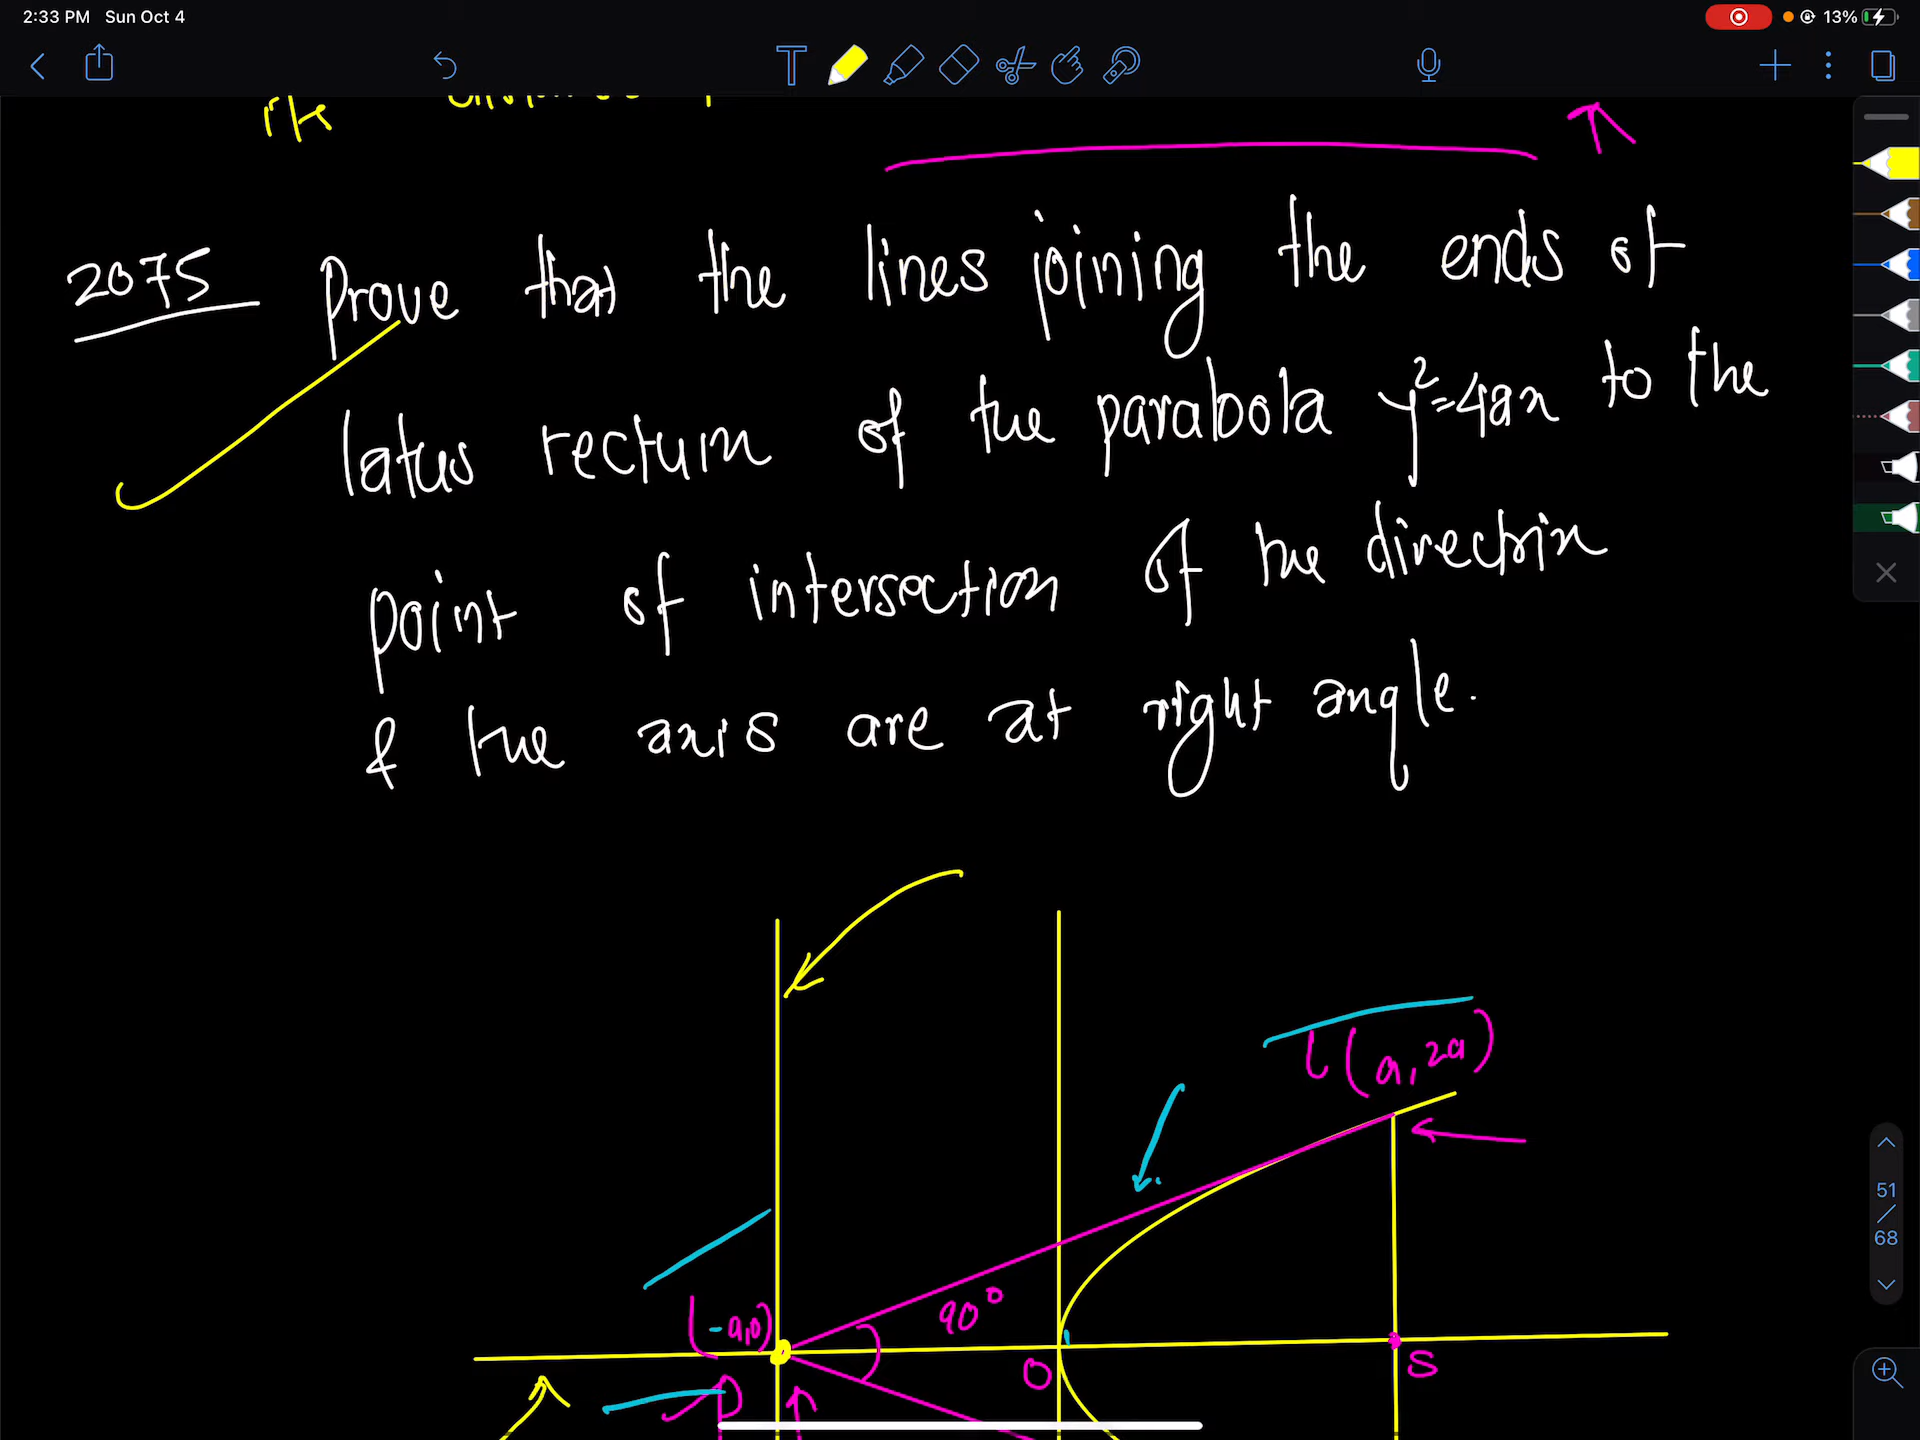 2:33 PM Sun Oct 4
13%
2075 Prove that the lines joining the ends of
latus rectum of the parabola y²=4ax to the
point of intersection of the directrix
& the axis are at right angle.
L(a, 2a)
90°
(-a,0)
O
S
P
51
/
68